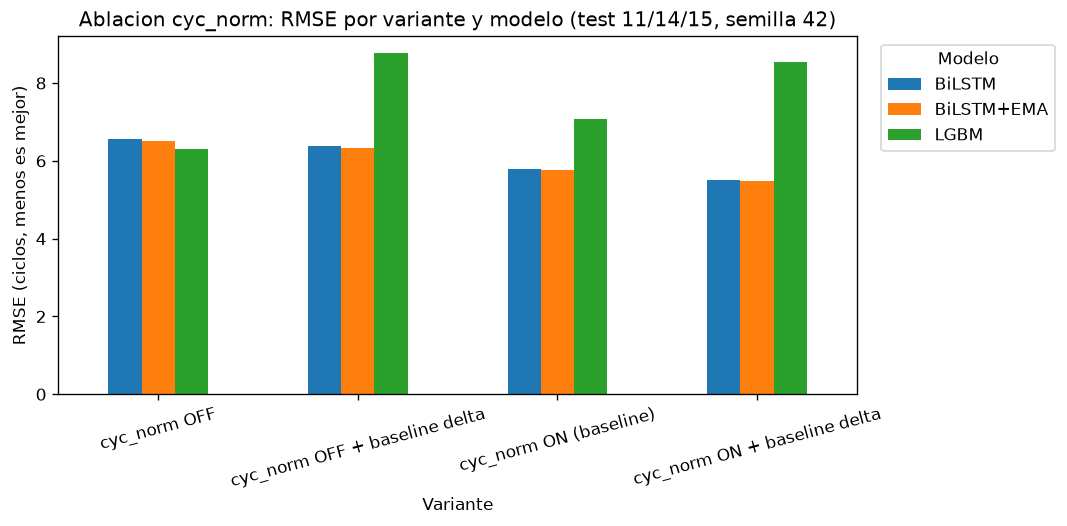 Ablacion cyc_norm: RMSE por variante y modelo (test 11/14/15, semilla 42)
RMSE (ciclos, menos es mejor)
8
6
4
2
0
cyc_norm OFF
cyc_norm OFF + baseline delta
cyc_norm ON (baseline)
cyc_norm ON + baseline delta
Variante
Modelo
BiLSTM
BiLSTM+EMA
LGBM